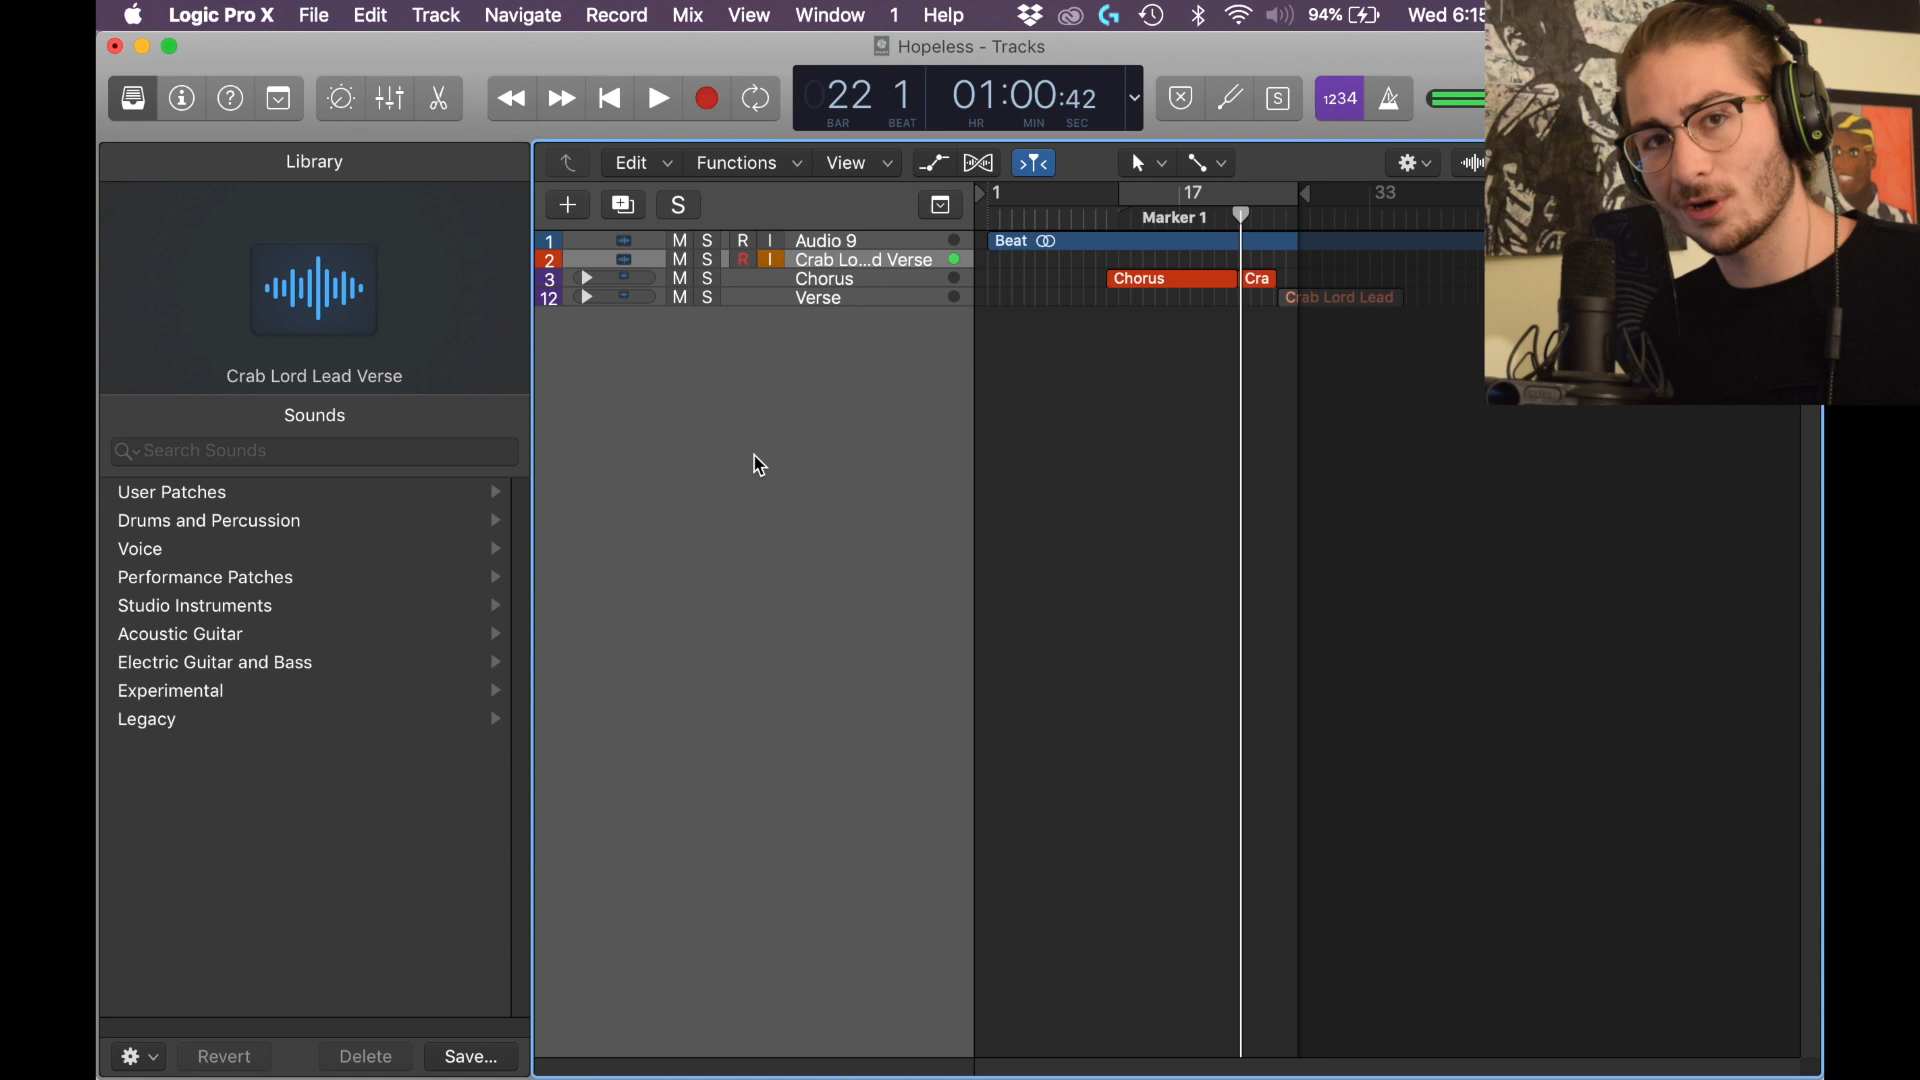 Logic Pro X File Edit Track Navigate Record Mix View Window 1 Help 94% Wed 6:15
Hopeless - Tracks
022 1 01:00:42
BAR BEAT HR MIN SEC
S 1234
Library
Edit Functions View
S
1 17 33
Marker 1
1 M S R I Audio 9 Beat
2 M S R I Crab Lo...d Verse
3 M S Chorus Chorus Cra
12 M S Verse Crab Lord Lead
Crab Lord Lead Verse
Sounds
Search Sounds
User Patches
Drums and Percussion
Voice
Performance Patches
Studio Instruments
Acoustic Guitar
Electric Guitar and Bass
Experimental
Legacy
Revert Delete Save...